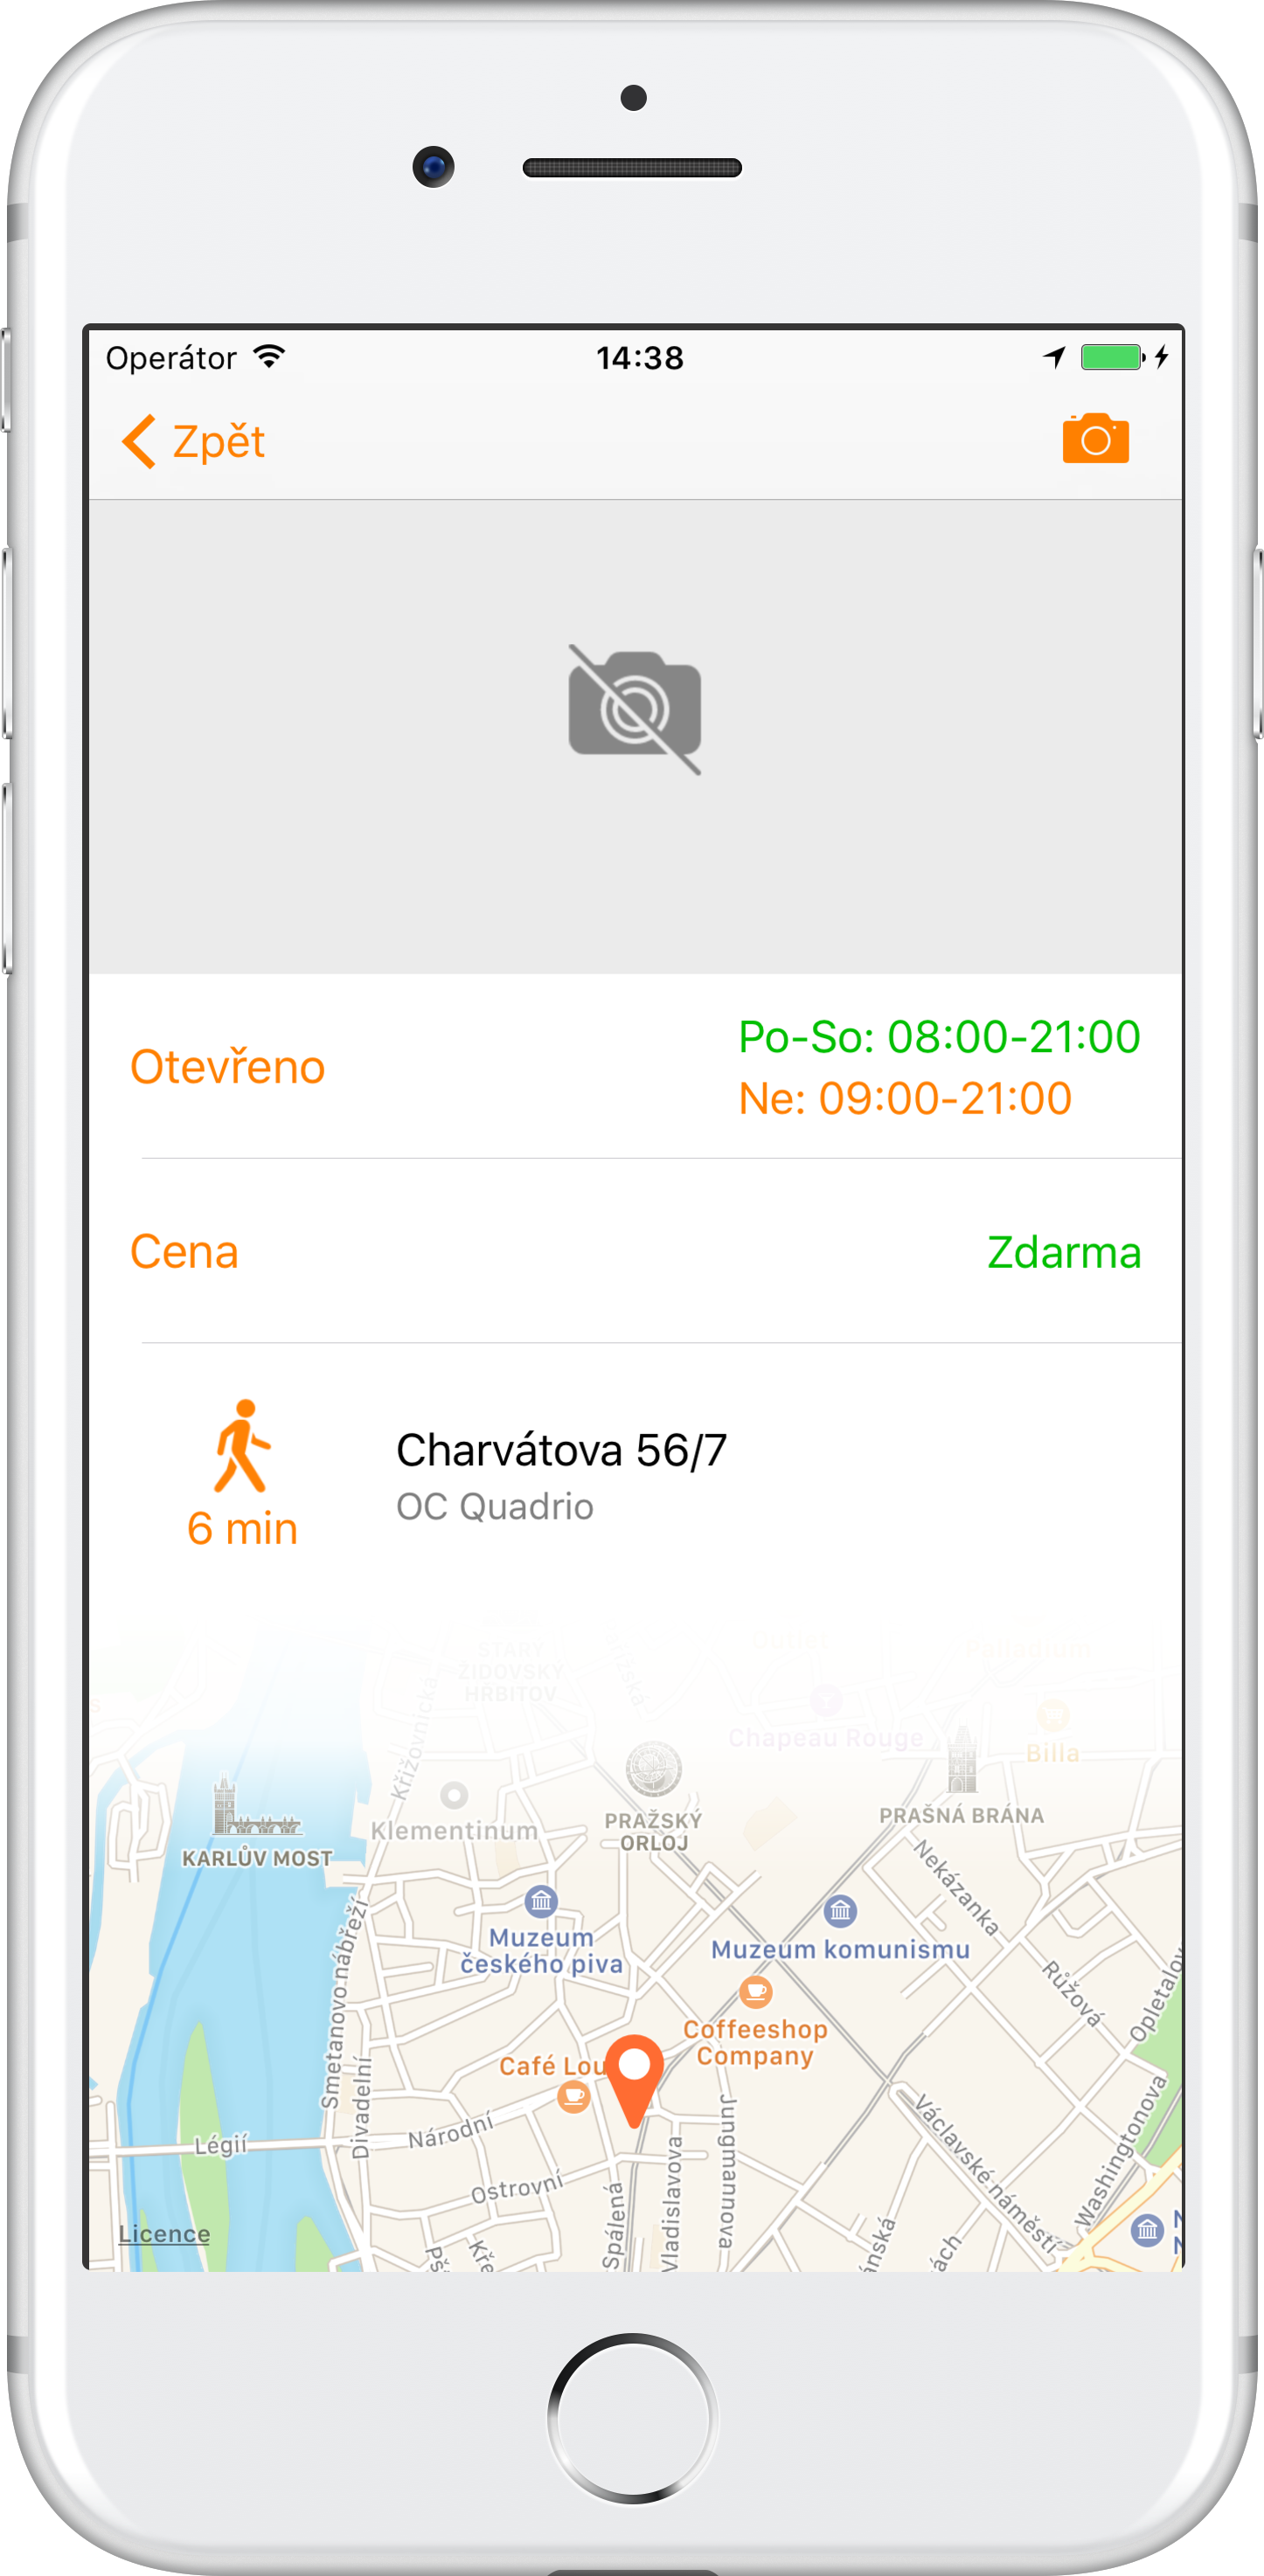 Operátor 14:38
Zpět
Otevřeno
Po-So: 08:00-21:00
Ne: 09:00-21:00
Cena
Zdarma
6 min
Charvátova 56/7
OC Quadrio
STARÝ
ŽIDOVSKÝ
HŘBITOV
Outlet
Palladium
Křižovnická
Chapeau Rouge
Billa
KARLŮV MOST
Klementinum
PRAŽSKÝ
ORLOJ
PRAŠNÁ BRÁNA
Nekázanka
Muzeum
českého piva
Muzeum komunismu
Růžová
Opletalov
Smetanovo nábřeží
Divadelní
Coffeeshop
Company
Café Lou
Národní
Légií
Ostrovní
Spálená
Vladislavova
Jungmannova
Václavské náměstí
Washingtonova
Licence